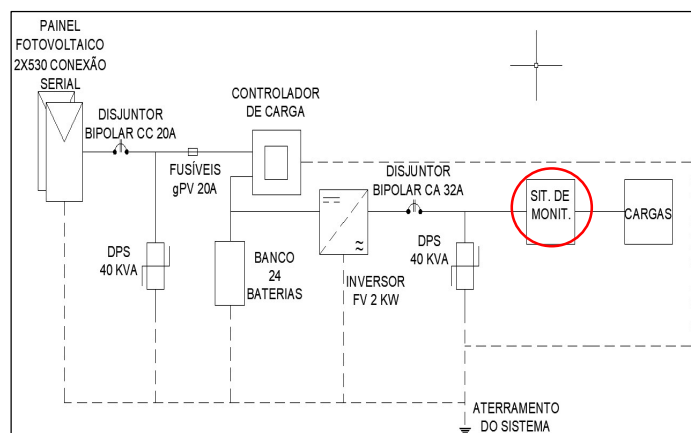 PAINEL
FOTOVOLTAICO
2X530 CONEXÃO
SERIAL
DISJUNTOR
BIPOLAR CC 20A
FUSÍVEIS
gPV 20A
CONTROLADOR
DE CARGA
DISJUNTOR
BIPOLAR CA 32A
SIT. DE
MONIT.
CARGAS
DPS
40 KVA
BANCO
24
BATERIAS
INVERSOR
FV 2 KW
DPS
40 KVA
ATERRAMENTO
DO SISTEMA